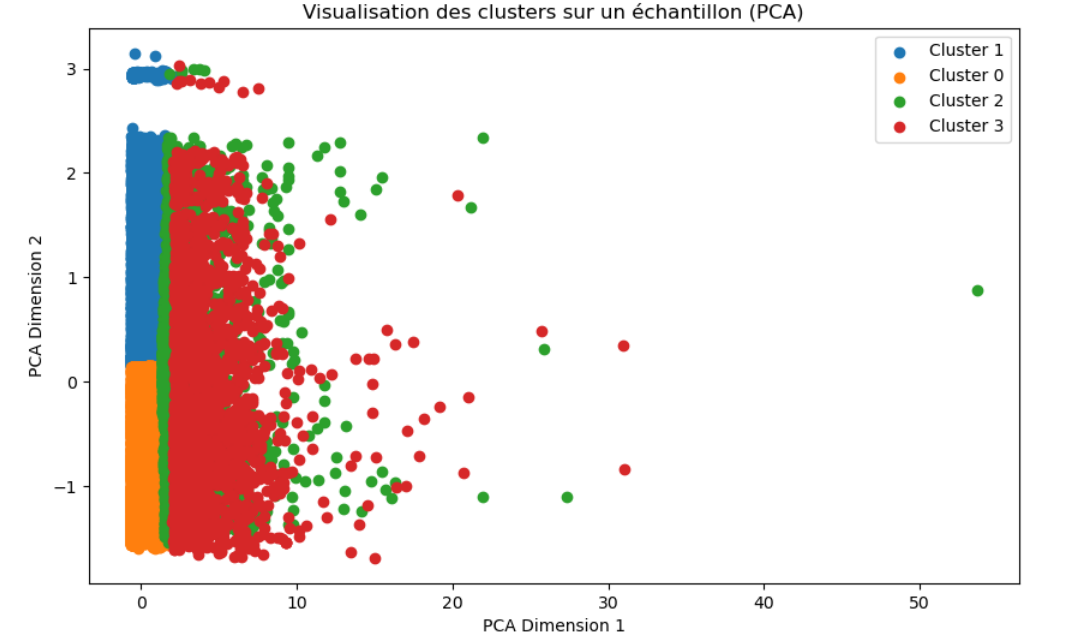 Visualisation des clusters sur un échantillon (PCA)
Cluster 1
Cluster 0
Cluster 2
Cluster 3
PCA Dimension 2
3
2
1
0
−1
0 10 20 30 40 50
PCA Dimension 1